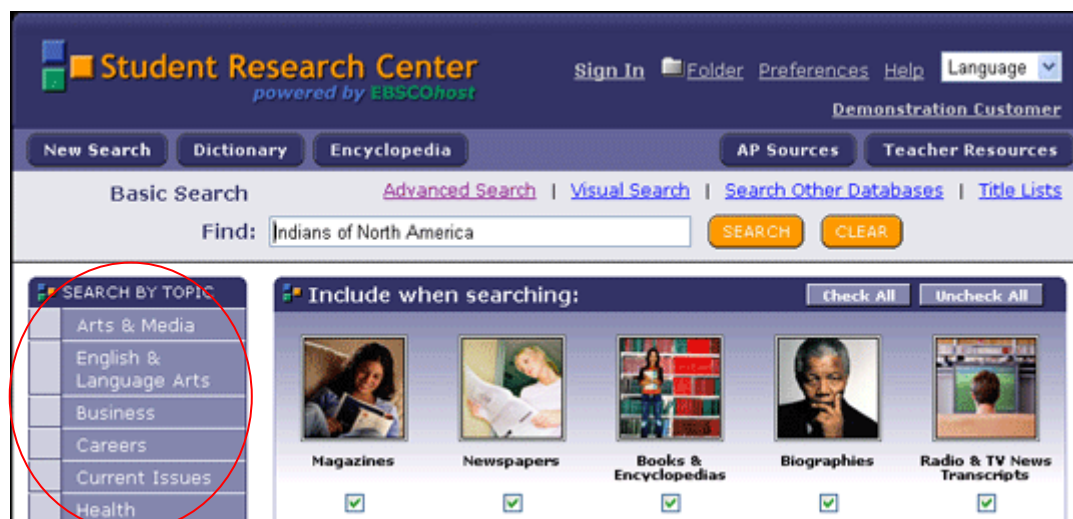 Student Research Center
powered by EBSCOhost
Sign In Folder Preferences Help Language
Demonstration Customer
New Search Dictionary Encyclopedia AP Sources Teacher Resources
Basic Search Advanced Search | Visual Search | Search Other Databases | Title Lists
Find: Indians of North America SEARCH CLEAR
SEARCH BY TOPIC
Arts & Media
English &
Language Arts
Business
Careers
Current Issues
Health
Include when searching: Check All Uncheck All
Magazines
Newspapers
Books &
Encyclopedias
Biographies
Radio & TV News
Transcripts